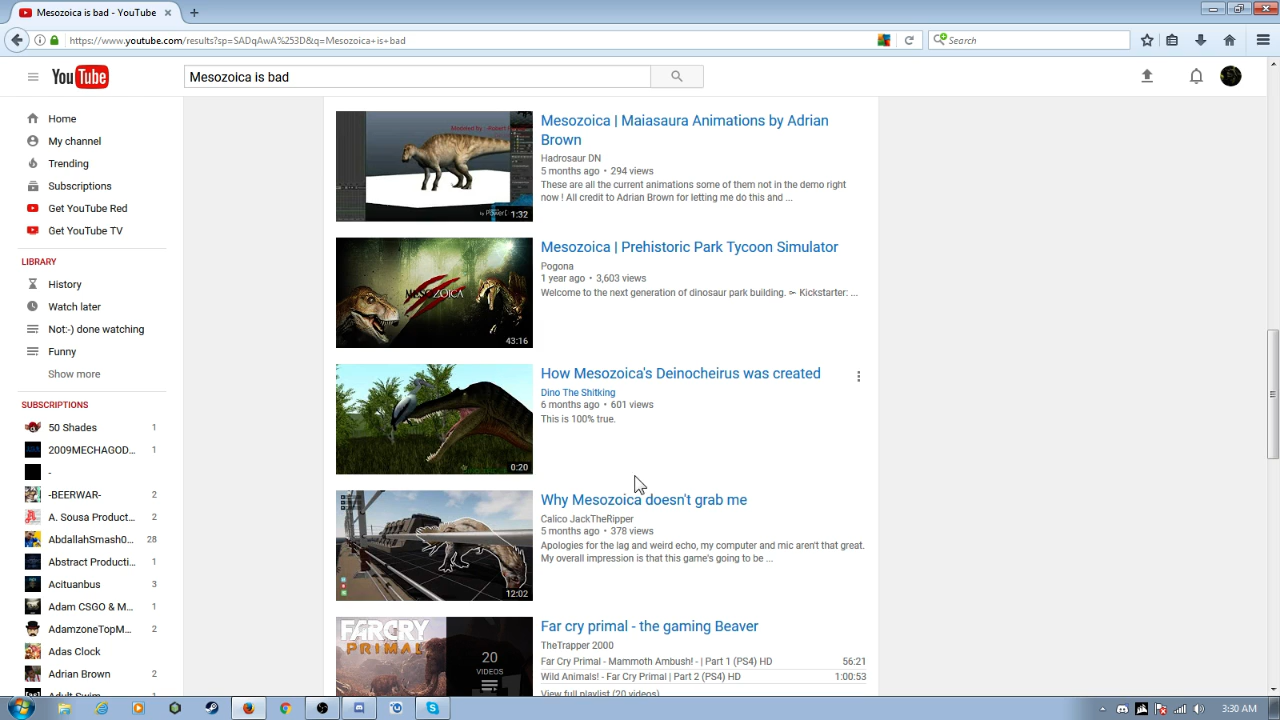 Mesozoica is bad - YouTube
https://www.youtube.com/results?sp=SADqAwA%253D&q=Mesozoica+is+bad
Search
YouTube
Mesozoica is bad
Home
My channel
Trending
Subscriptions
Get YouTube Red
Get YouTube TV
LIBRARY
History
Watch later
Not:-) done watching
Funny
Show more
SUBSCRIPTIONS
50 Shades 1
2009MECHAGOD... 1
-
-BEERWAR- 2
A. Sousa Product... 2
AbdallahSmash0... 28
Abstract Producti... 1
Acituanbus 3
Adam CSGO & M... 1
AdamzoneTopM... 2
Adas Clock
Adrian Brown
Adult Swim
1:32
Mesozoica | Maiasaura Animations by Adrian
Brown
Hadrosaur DN
5 months ago • 294 views
These are all the current animations some of them not in the demo right
now ! All credit to Adrian Brown for letting me do this and ...
MESOZOICA
43:16
Mesozoica | Prehistoric Park Tycoon Simulator
Pogona
1 year ago • 3,603 views
Welcome to the next generation of dinosaur park building. ➢ Kickstarter: ...
0:20
How Mesozoica's Deinocheirus was created
Dino The Shitking
6 months ago • 601 views
This is 100% true.
12:02
Why Mesozoica doesn't grab me
Calico JackTheRipper
5 months ago • 378 views
Apologies for the lag and weird echo, my computer and mic aren't that great.
My overall impression is that this game's going to be ...
FARCRY
PRIMAL
20
VIDEOS
Far cry primal - the gaming Beaver
TheTrapper 2000
Far Cry Primal - Mammoth Ambush! - | Part 1 (PS4) HD 56:21
Wild Animals! - Far Cry Primal | Part 2 (PS4) HD 1:00:53
View full playlist (20 videos)
3:30 AM